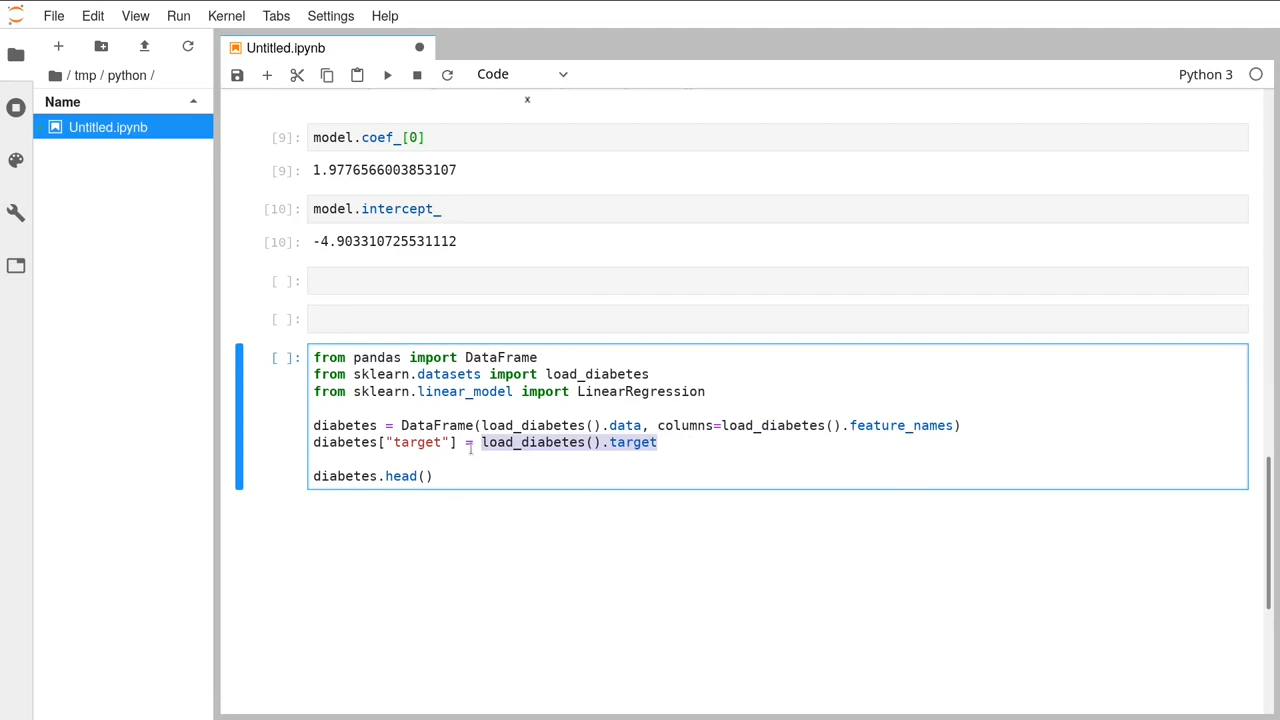 File Edit View Run Kernel Tabs Settings Help
Untitled.ipynb
Code
Python 3
/ tmp / python /
Name
Untitled.ipynb
x
[9]: model.coef_[0]
[9]: 1.9776566003853107
[10]: model.intercept_
[10]: -4.903310725531112
[ ]:
[ ]:
[ ]: from pandas import DataFrame
from sklearn.datasets import load_diabetes
from sklearn.linear_model import LinearRegression
diabetes = DataFrame(load_diabetes().data, columns=load_diabetes().feature_names)
diabetes["target"] = load_diabetes().target
diabetes.head()